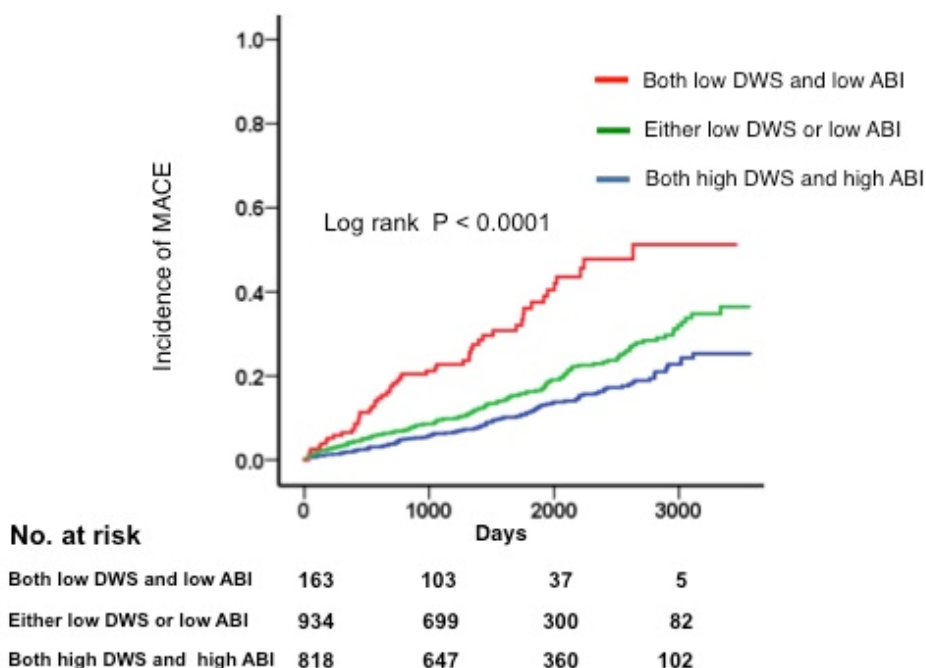 1.0
Both low DWS and low ABI
0.8
Either low DWS or low ABI
Both high DWS and high ABI
0.6
Log rank P < 0.0001
Incidence of MACE
0.4
0.2
0.0
0 1000 2000 3000
Days
No. at risk
Both low DWS and low ABI 163 103 37 5
Either low DWS or low ABI 934 699 300 82
Both high DWS and high ABI 818 647 360 102